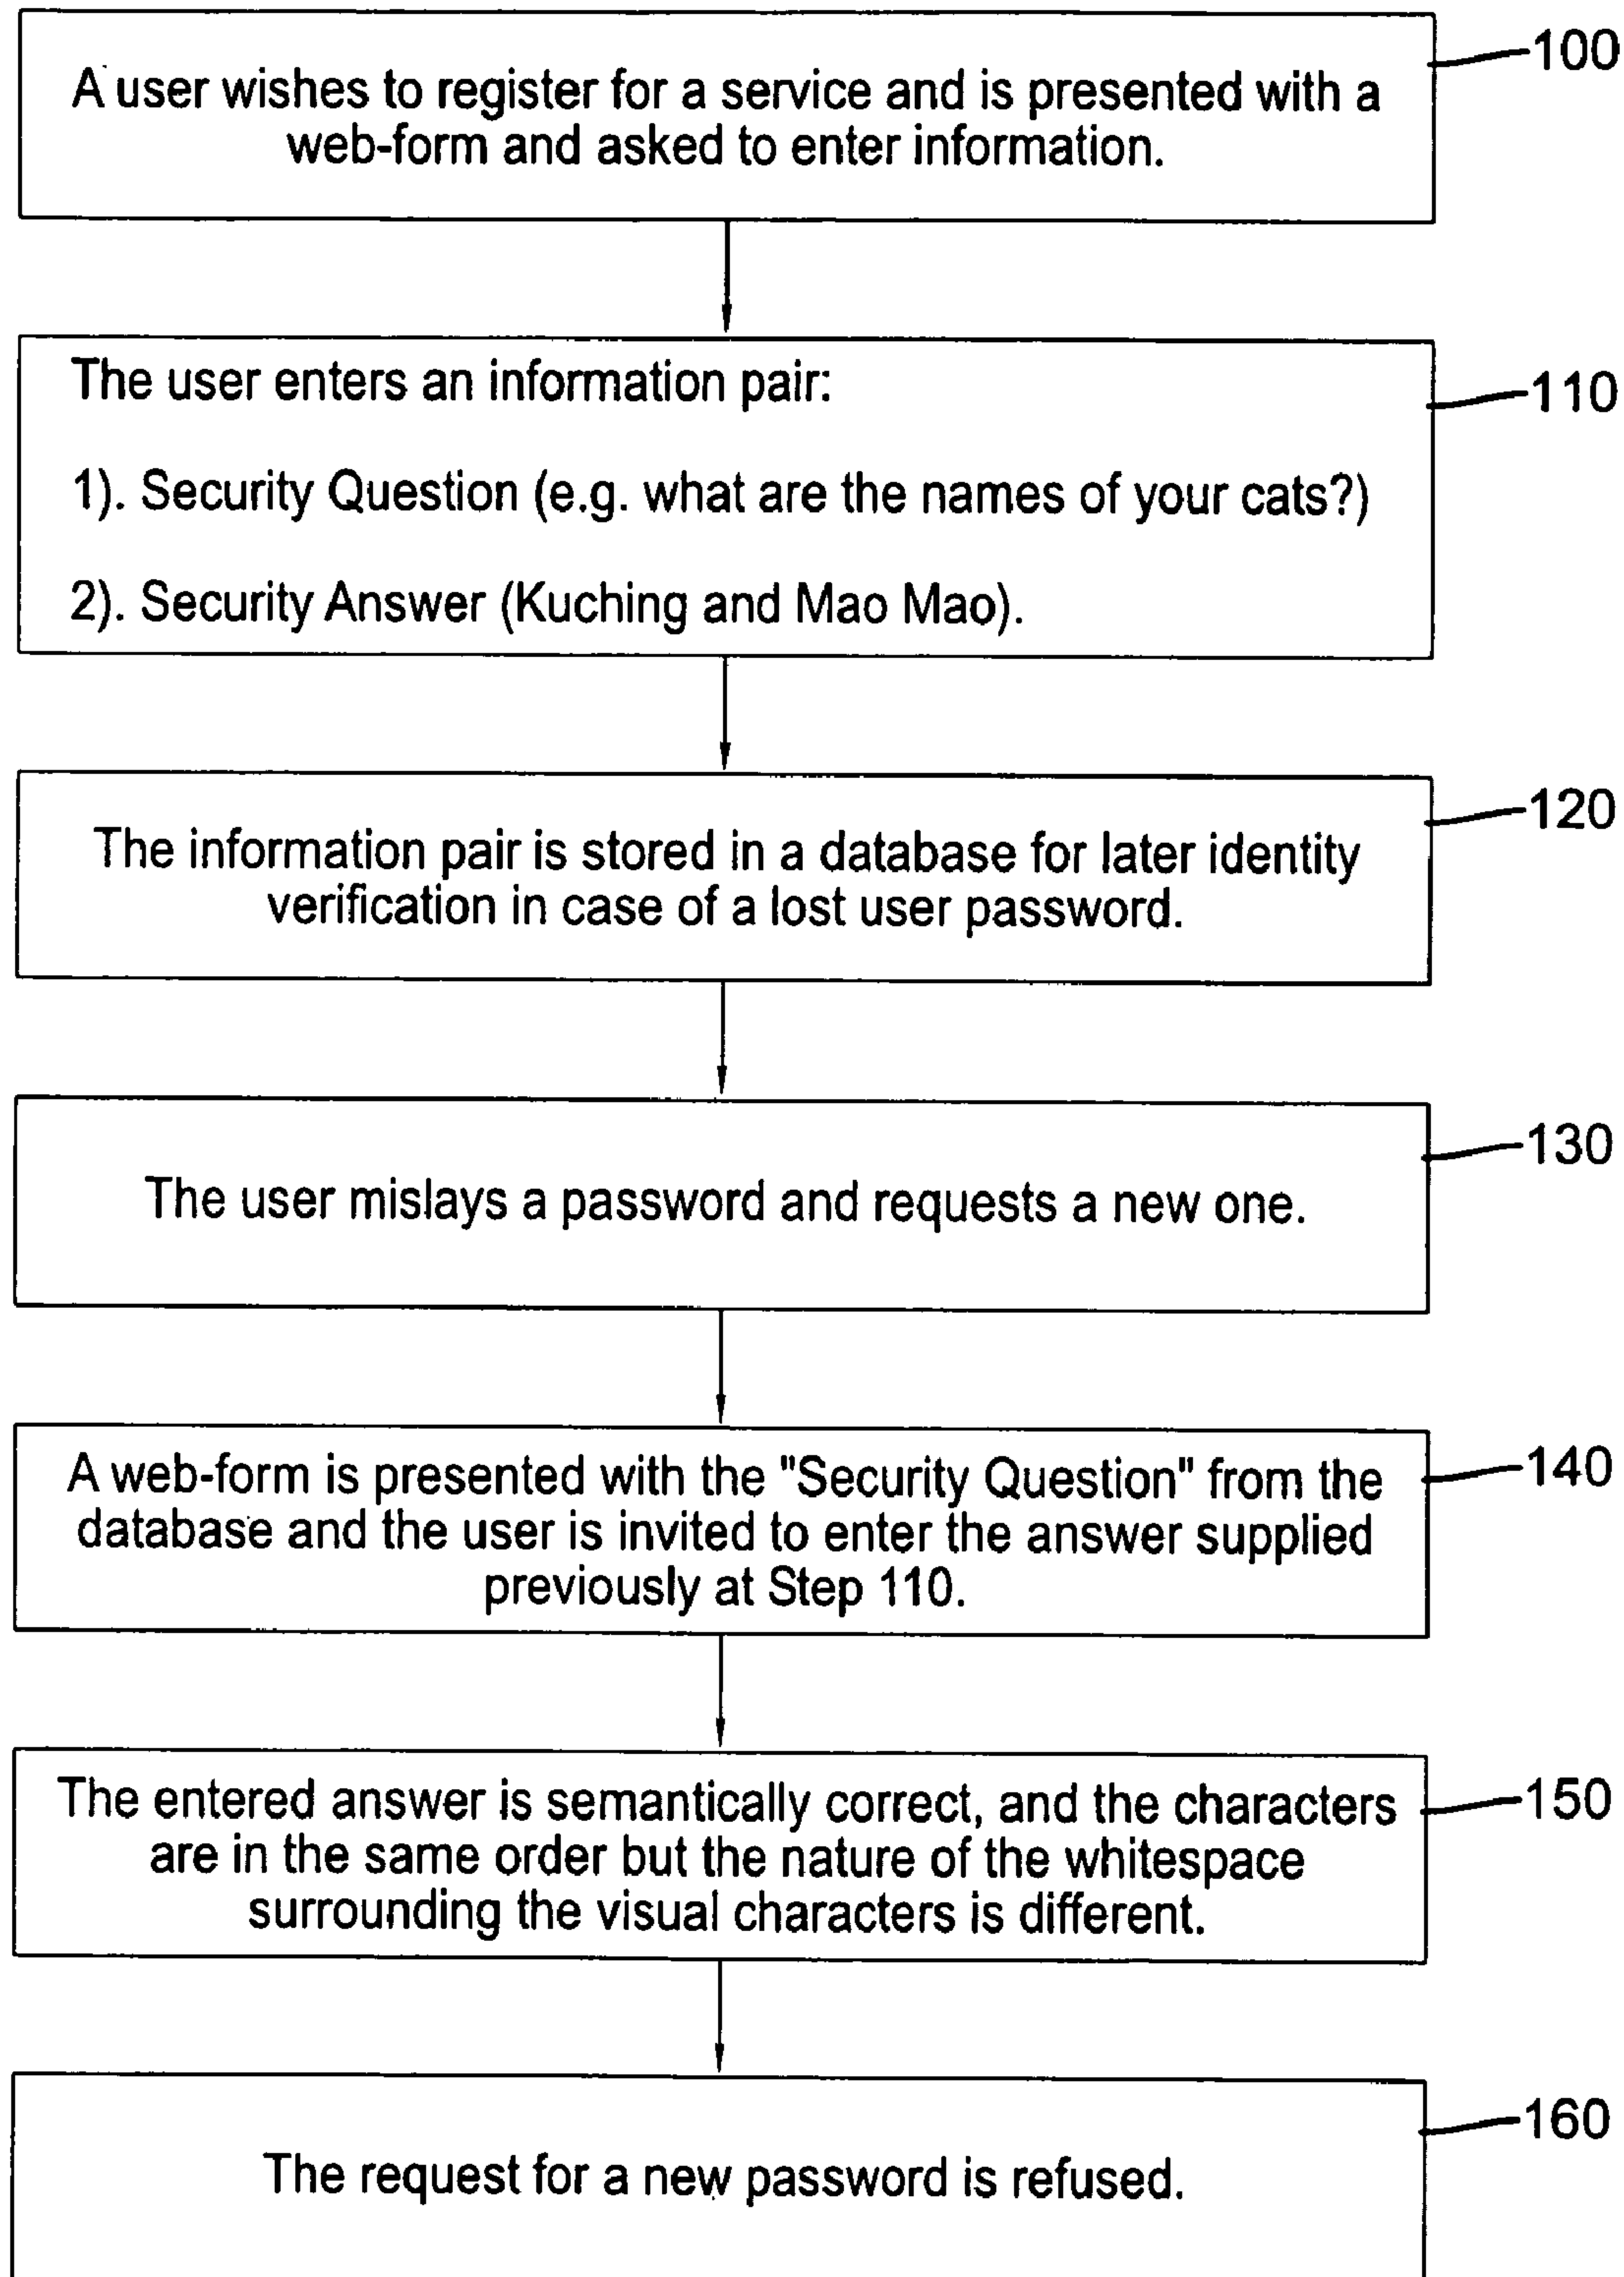 100
A user wishes to register for a service and is presented with a
web-form and asked to enter information.
110
The user enters an information pair:
1). Security Question (e.g. what are the names of your cats?)
2). Security Answer (Kuching and Mao Mao).
120
The information pair is stored in a database for later identity
verification in case of a lost user password.
130
The user mislays a password and requests a new one.
140
A web-form is presented with the "Security Question" from the
database and the user is invited to enter the answer supplied
previously at Step 110.
150
The entered answer is semantically correct, and the characters
are in the same order but the nature of the whitespace
surrounding the visual characters is different.
160
The request for a new password is refused.